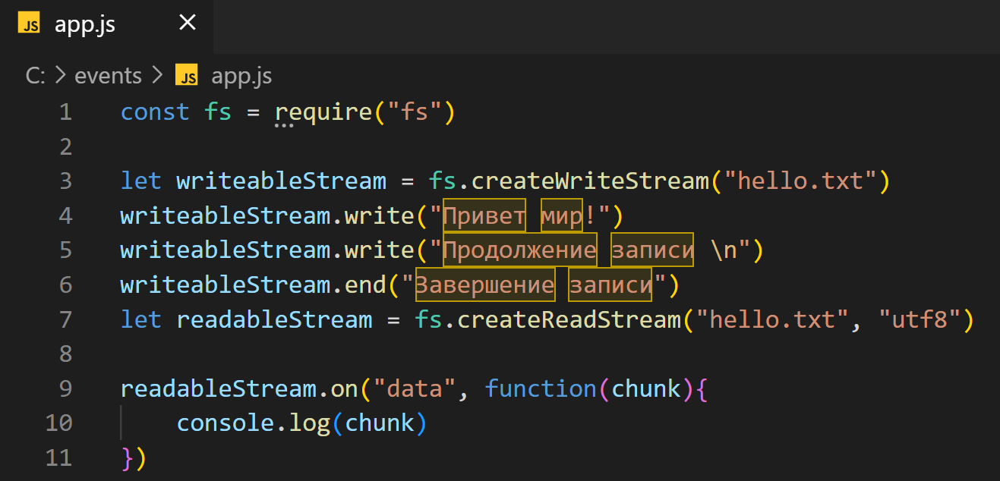 JS app.js ×
C: > events > JS app.js
1 const fs = require("fs")
2
3 let writeableStream = fs.createWriteStream("hello.txt")
4 writeableStream.write("Привет мир!")
5 writeableStream.write("Продолжение записи \n")
6 writeableStream.end("Завершение записи")
7 let readableStream = fs.createReadStream("hello.txt", "utf8")
8
9 readableStream.on("data", function(chunk){
10     console.log(chunk)
11 })